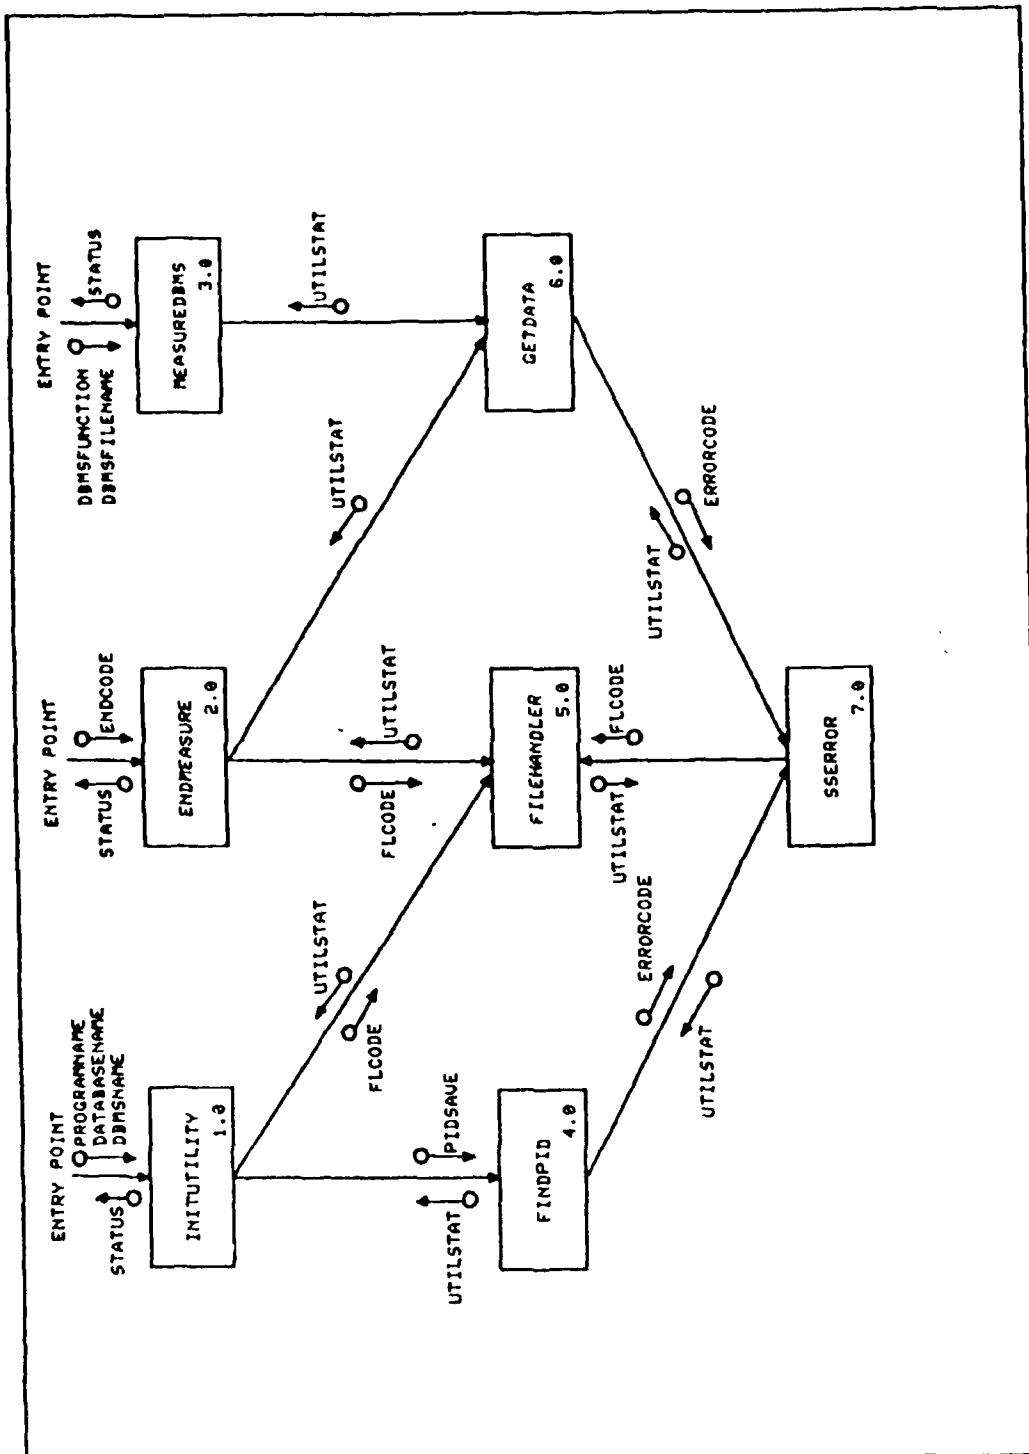 ENTRY POINT
PROGRAMNAME
DATABASENAME
DBMSNAME
STATUS
INITUTILITY
1.0
ENTRY POINT
STATUS
ENDCODE
ENDMEASURE
2.0
ENTRY POINT
DBMSFUNCTION
DBMSFILENAME
STATUS
MEASUREDBMS
3.0
UTILSTAT
PIDSAVE
FLCODE
UTILSTAT
FLCODE
UTILSTAT
UTILSTAT
UTILSTAT
FINDPID
4.0
FILEHANDLER
5.0
GETDATA
6.0
UTILSTAT
ERRORCODE
UTILSTAT
FLCODE
UTILSTAT
ERRORCODE
SSERROR
7.0